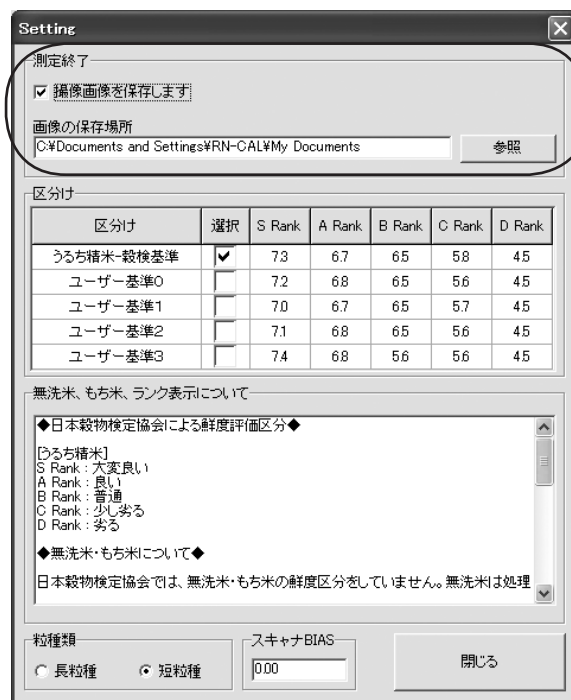 Setting
測定終了
撮像画像を保存します
画像の保存場所
C:¥Documents and Settings¥RN-CAL¥My Documents 参照
区分け
区分け 選択 S Rank A Rank B Rank C Rank D Rank
うるち精米-穀検基準 7.3 6.7 6.5 5.8 4.5
ユーザー基準0 7.2 6.8 6.5 5.6 4.5
ユーザー基準1 7.0 6.7 6.5 5.7 4.5
ユーザー基準2 7.1 6.8 6.5 5.6 4.5
ユーザー基準3 7.4 6.8 5.6 5.6 4.5
無洗米、もち米、ランク表示について
◆日本穀物検定協会による鮮度評価区分◆
[うるち精米]
S Rank : 大変良い
A Rank : 良い
B Rank : 普通
C Rank : 少し劣る
D Rank : 劣る
◆無洗米・もち米について◆
日本穀物検定協会では、無洗米・もち米の鮮度区分をしていません。無洗米は処理
粒種類 スキャナBIAS
長粒種 短粒種 0.00 閉じる